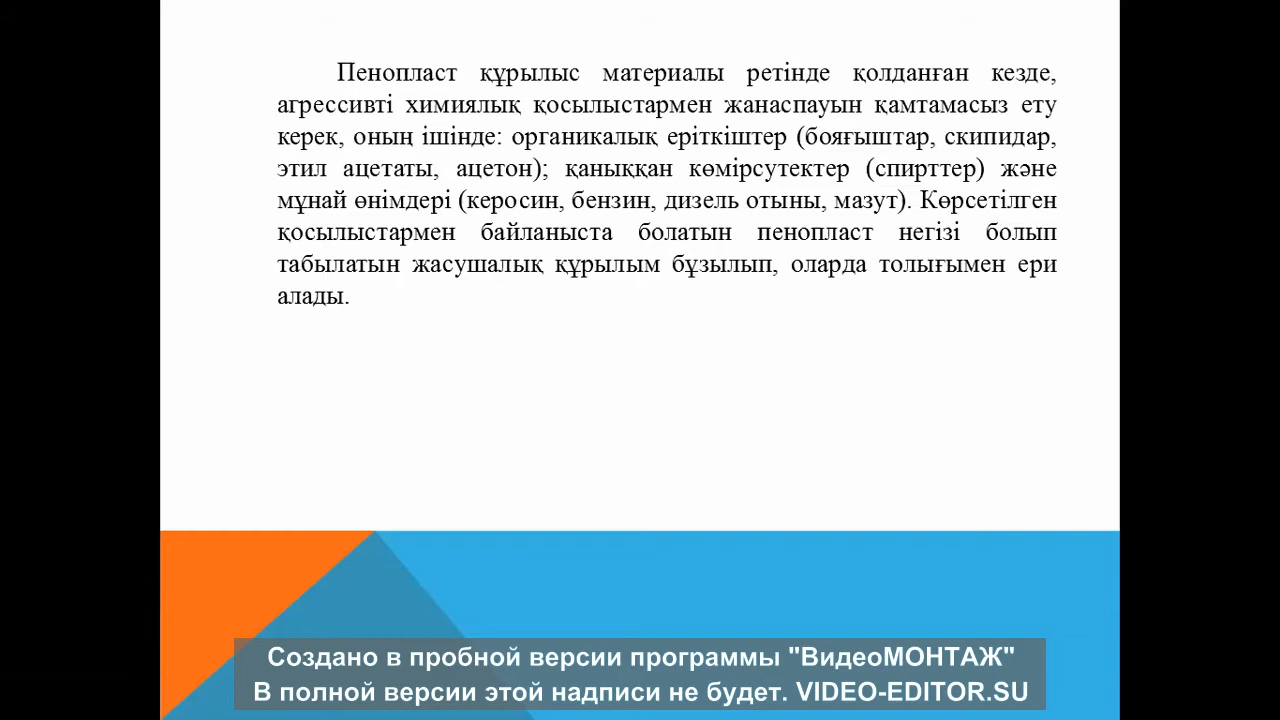 Пенопласт құрылыс материалы ретінде қолданған кезде,
агрессивті химиялық қосылыстармен жанаспауын қамтамасыз ету
керек, оның ішінде: органикалық еріткіштер (бояғыштар, скипидар,
этил ацетаты, ацетон); қаныққан көмірсутектер (спирттер) және
мұнай өнімдері (керосин, бензин, дизель отыны, мазут). Көрсетілген
қосылыстармен байланыста болатын пенопласт негізі болып
табылатын жасушалық құрылым бұзылып, оларда толығымен ери
алады.
Создано в пробной версии программы "ВидеоМОНТАЖ"
В полной версии этой надписи не будет. VIDEO-EDITOR.SU